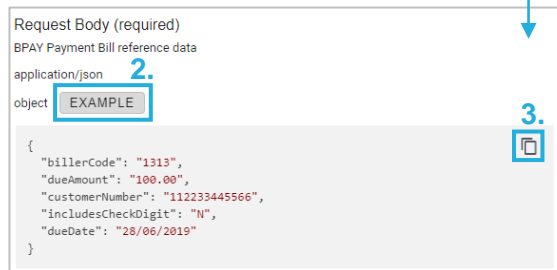 Request Body (required)
BPAY Payment Bill reference data
2.
application/json
object EXAMPLE
3.
{
"billerCode": "1313",
"dueAmount": "100.00",
"customerNumber": "112233445566",
"includesCheckDigit": "N",
"dueDate": "28/06/2019"
}